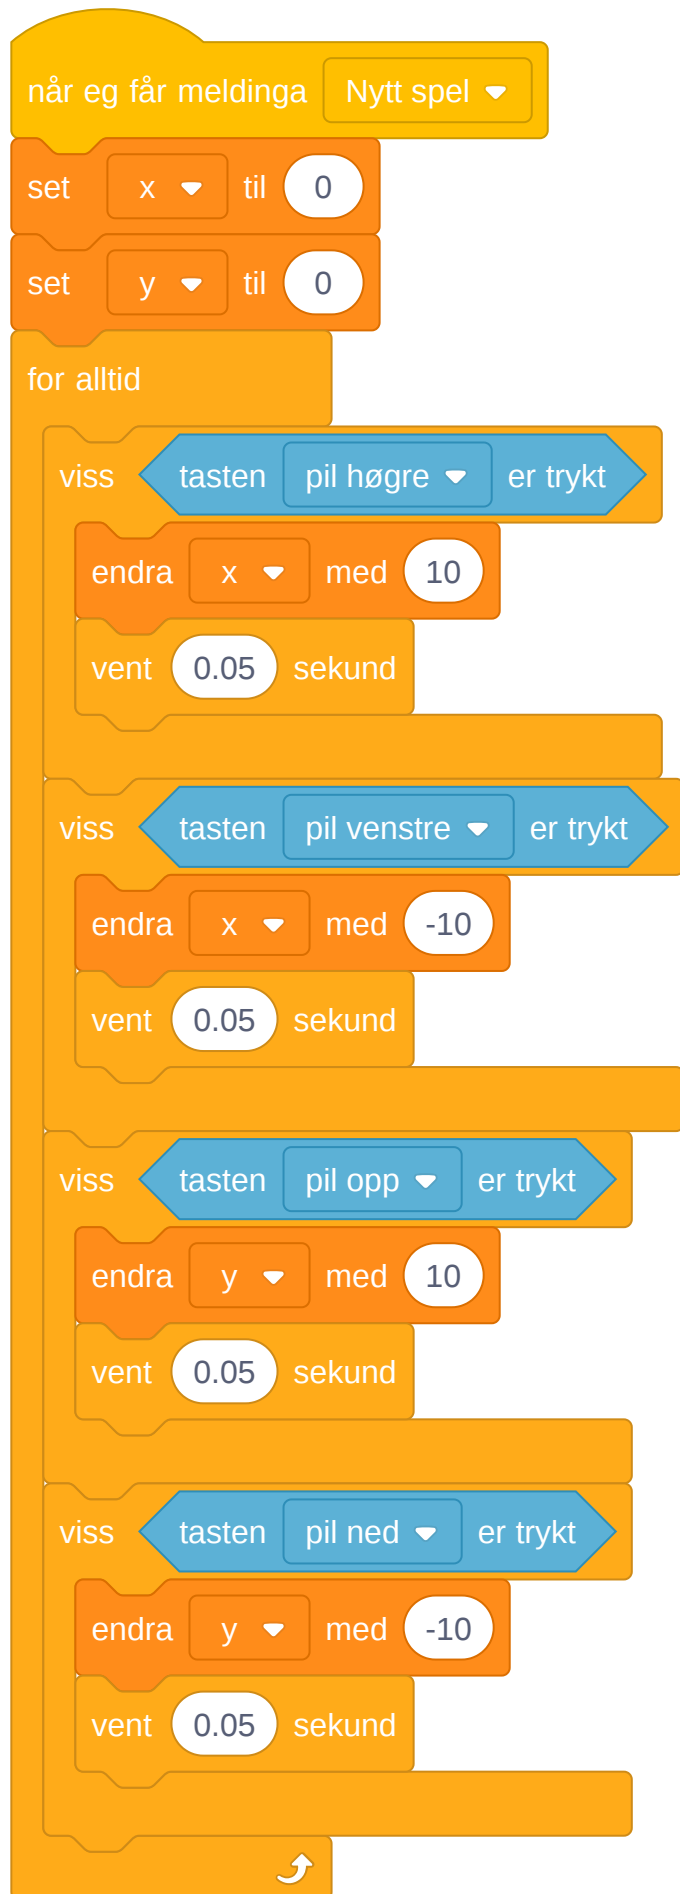 når eg får meldinga Nytt spel
set x til 0
set y til 0
for alltid
viss tasten pil høgre er trykt
endra x med 10
vent 0.05 sekund
viss tasten pil venstre er trykt
endra x med -10
vent 0.05 sekund
viss tasten pil opp er trykt
endra y med 10
vent 0.05 sekund
viss tasten pil ned er trykt
endra y med -10
vent 0.05 sekund